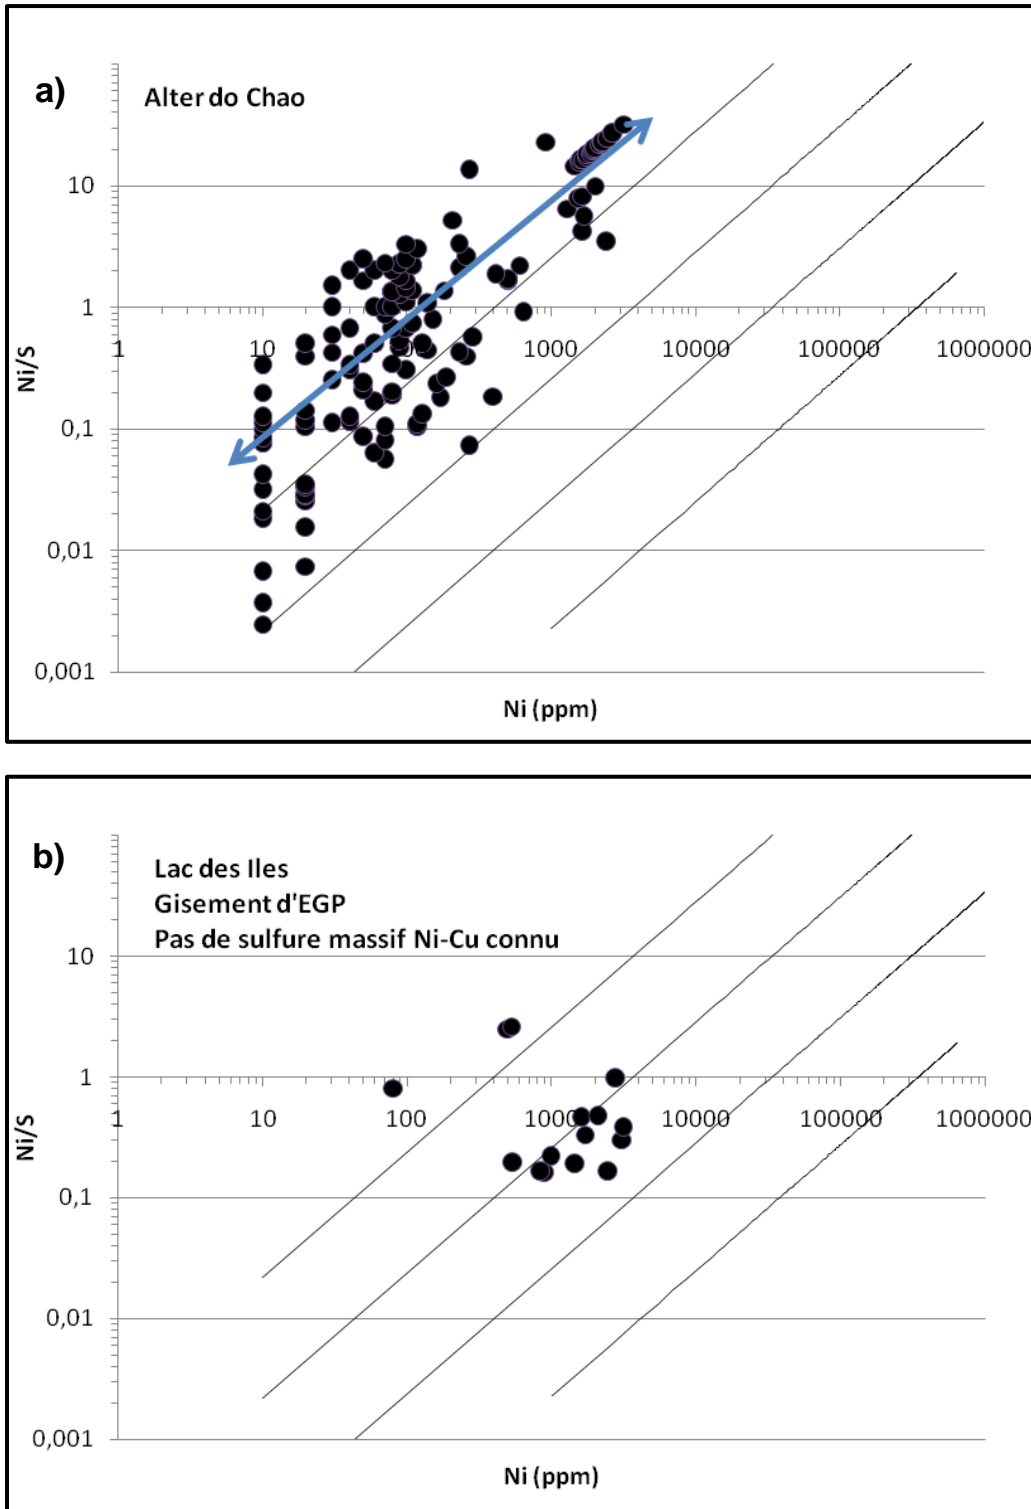 a)
Alter do Chao
10
1
1 10 100 1000 10000 100000 1000000
Ni/S
0,1
0,01
0,001
Ni (ppm)
b)
Lac des Iles
Gisement d'EGP
Pas de sulfure massif Ni-Cu connu
10
1
1 10 100 1000 10000 100000 1000000
Ni/S
0,1
0,01
0,001
Ni (ppm)